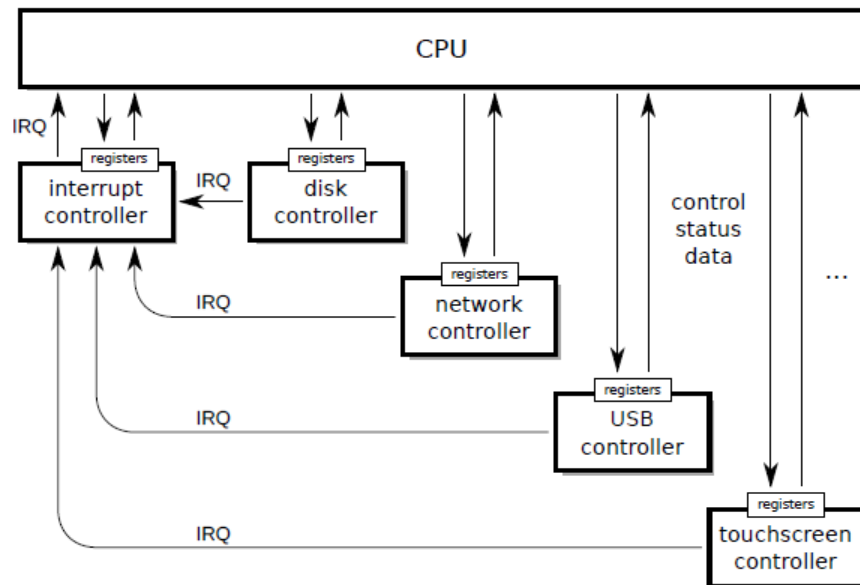 CPU
IRQ
registers
interrupt
controller
IRQ
registers
disk
controller
control
status
data
...
registers
network
controller
IRQ
registers
USB
controller
IRQ
registers
touchscreen
controller
IRQ